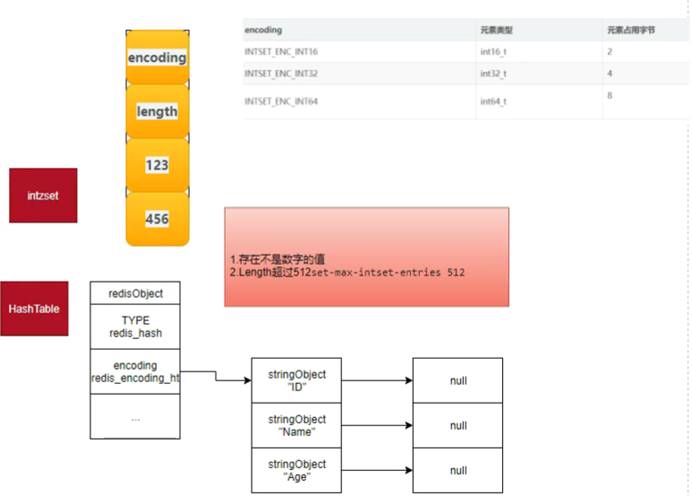 encoding
length
123
456
encoding 元素类型 元素占用字节
INTSET_ENC_INT16 int16_t 2
INTSET_ENC_INT32 int32_t 4
INTSET_ENC_INT64 int64_t 8
intzset
1.存在不是数字的值
2.Length超过512set-max-intset-entries 512
HashTable
redisObject
TYPE
redis_hash
encoding
redis_encoding_ht
...
stringObject
"ID"
null
stringObject
"Name"
null
stringObject
"Age"
null